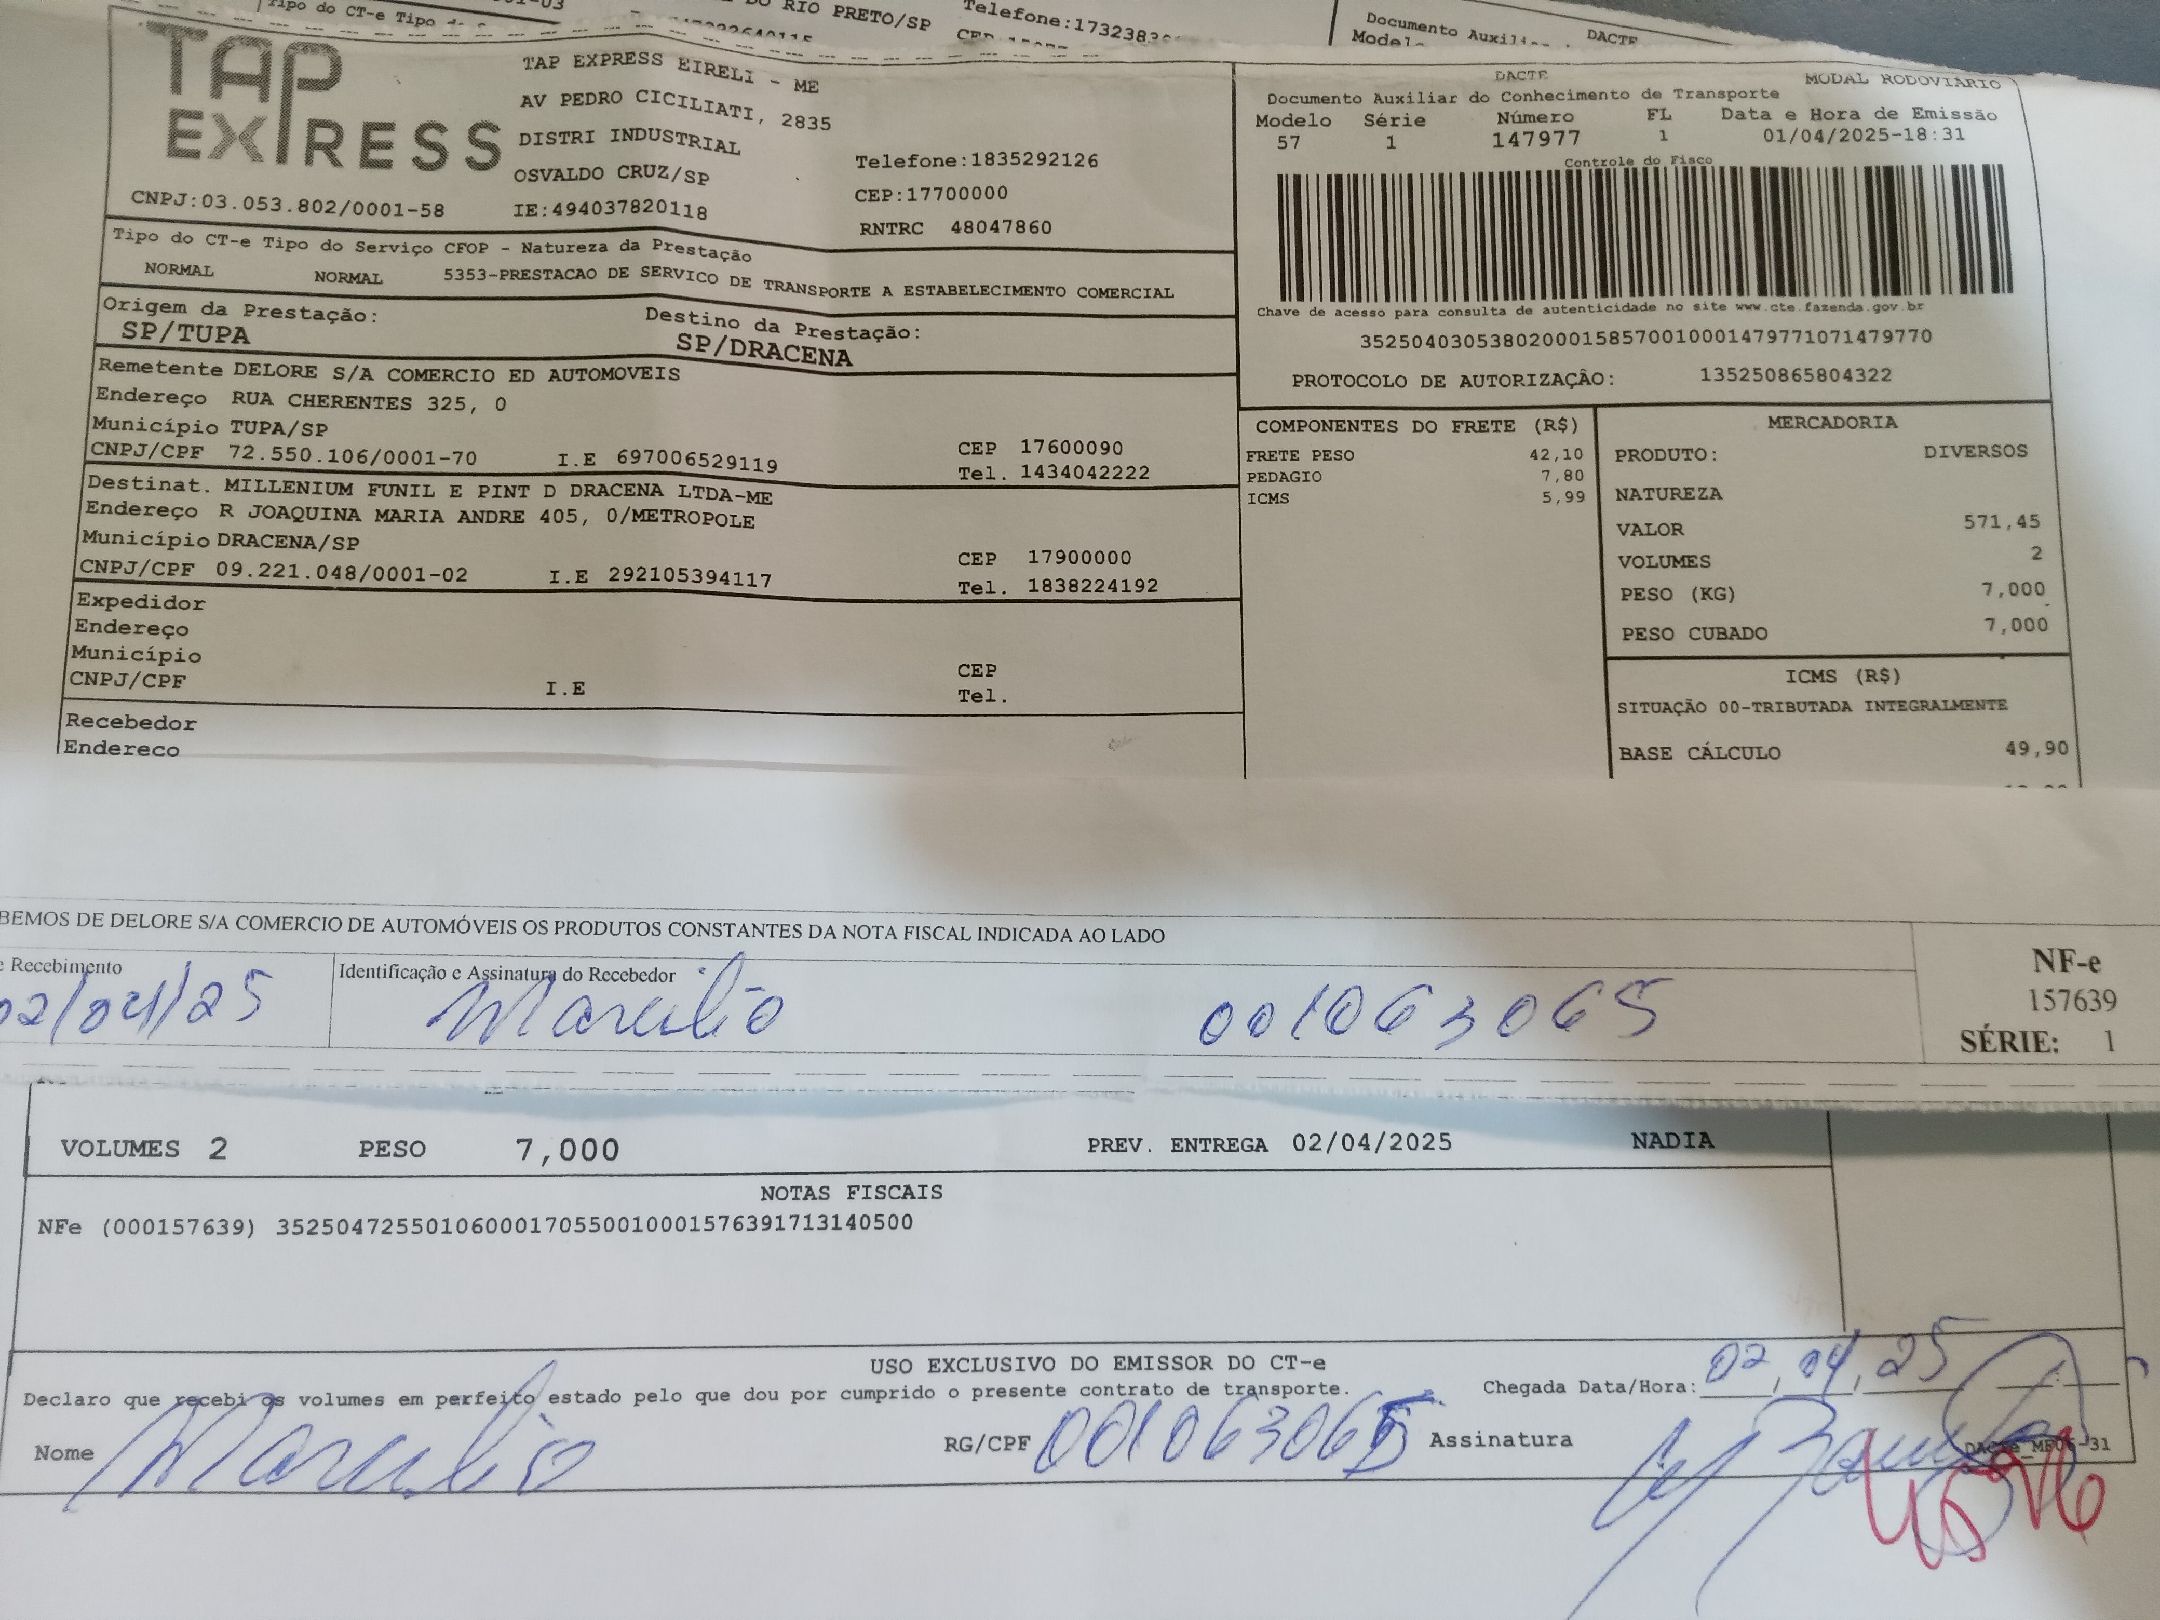 Tipo do CT-e Tipo
RIO PRETO/SP
Telefone:1732383
Documento
DACTE
TAP
EXPRESS
TAP EXPRESS EIRELI - ME
AV PEDRO CICILIATI, 2835
DISTRI INDUSTRIAL
OSVALDO CRUZ/SP
CNPJ:03.053.802/0001-58
IE:494037820118
Telefone:1835292126
CEP:17700000
RNTRC 48047860
DACTE
MODAL RODOVIARIO
Documento Auxiliar do Conhecimento de Transporte
Modelo Série Número FL Data e Hora de Emissão
57 1 147977 1 01/04/2025-18:31
Controle do Fisco
Chave de acesso para consulta de autenticidade no site www.cte.fazenda.gov.br
35250403053802000158570010001479771071479770
PROTOCOLO DE AUTORIZAÇÃO: 135250865804322
Tipo do CT-e Tipo do Serviço CFOP - Natureza da Prestação
NORMAL NORMAL 5353-PRESTACAO DE SERVICO DE TRANSPORTE A ESTABELECIMENTO COMERCIAL
Origem da Prestação: Destino da Prestação:
SP/TUPA SP/DRACENA
Remetente DELORE S/A COMERCIO ED AUTOMOVEIS
Endereço RUA CHERENTES 325, 0
Município TUPA/SP CEP 17600090
CNPJ/CPF 72.550.106/0001-70 I.E 697006529119 Tel. 1434042222
Destinat. MILLENIUM FUNIL E PINT D DRACENA LTDA-ME
Endereço R JOAQUINA MARIA ANDRE 405, 0/METROPOLE
Município DRACENA/SP CEP 17900000
CNPJ/CPF 09.221.048/0001-02 I.E 292105394117 Tel. 1838224192
Expedidor
Endereço
Município CEP
CNPJ/CPF I.E Tel.
Recebedor
Endereco
COMPONENTES DO FRETE (R$)
FRETE PESO 42,10
PEDAGIO 7,80
ICMS 5,99
MERCADORIA
PRODUTO: DIVERSOS
NATUREZA
VALOR 571,45
VOLUMES 2
PESO (KG) 7,000
PESO CUBADO 7,000
ICMS (R$)
SITUAÇÃO 00-TRIBUTADA INTEGRALMENTE
BASE CÁLCULO 49,90
BEMOS DE DELORE S/A COMERCIO DE AUTOMÓVEIS OS PRODUTOS CONSTANTES DA NOTA FISCAL INDICADA AO LADO
e Recebimento Identificação e Assinatura do Recebedor
02/04/25 Marculio 001063065
NF-e
157639
SÉRIE: 1
VOLUMES 2 PESO 7,000 PREV. ENTREGA 02/04/2025 NADIA
NOTAS FISCAIS
NFe (000157639) 35250472550106000170550010001576391713140500
USO EXCLUSIVO DO EMISSOR DO CT-e
Declaro que recebi os volumes em perfeito estado pelo que dou por cumprido o presente contrato de transporte. Chegada Data/Hora: 02,04,25
Nome Marculio RG/CPF 001063065 Assinatura